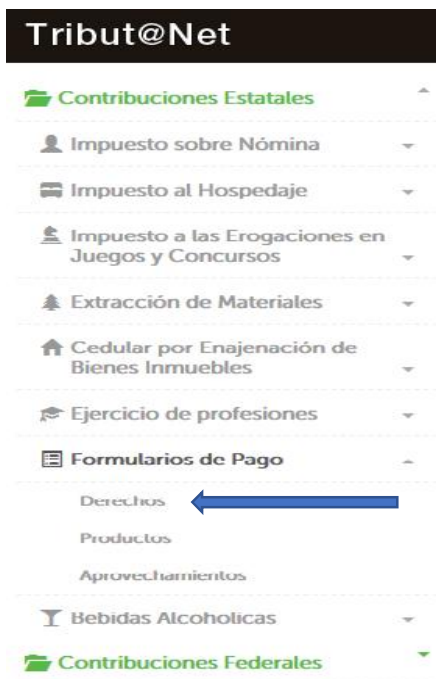 Tribut@Net
Contribuciones Estatales
Impuesto sobre Nómina
Impuesto al Hospedaje
Impuesto a las Erogaciones en
Juegos y Concursos
Extracción de Materiales
Cedular por Enajenación de
Bienes Inmuebles
Ejercicio de profesiones
Formularios de Pago
Derechos
Productos
Aprovechamientos
Bebidas Alcoholicas
Contribuciones Federales